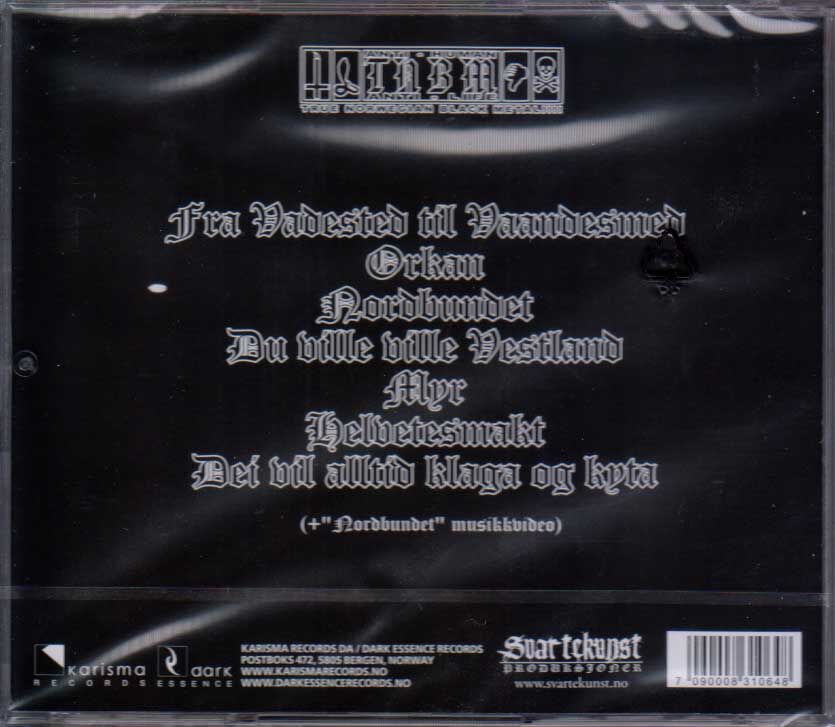 ANTI · HUMAN
TNBM
ANTI · LIFE
TRUE NORWEGIAN BLACK METAL!!!!
Fra Vadested til Vaandesmed
Orkan
Nordbundet
Du ville ville Vestland
Myr
Helvetesmakt
Dei vil alltid klaga og kyta
(+"Nordbundet" musikkvideo)
karisma
RECORDS
dark
ESSENCE
KARISMA RECORDS DA / DARK ESSENCE RECORDS
POSTBOKS 472, 5805 BERGEN, NORWAY
WWW.KARISMARECORDS.NO
WWW.DARKESSENCERECORDS.NO
Svartekunst
PRODUKSJONER
www.svartekunst.no
7 090008 310648